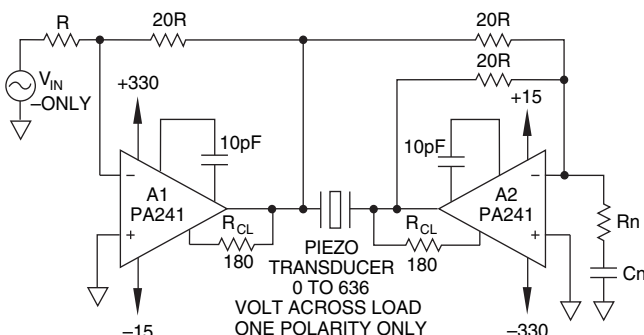 R
20R
20R
20R
V_IN
–ONLY
+330
+15
10pF
10pF
A1
PA241
A2
PA241
–
+
–
+
R_CL
180
R_CL
180
Rn
Cn
PIEZO
TRANSDUCER
0 TO 636
VOLT ACROSS LOAD
ONE POLARITY ONLY
–15
–330